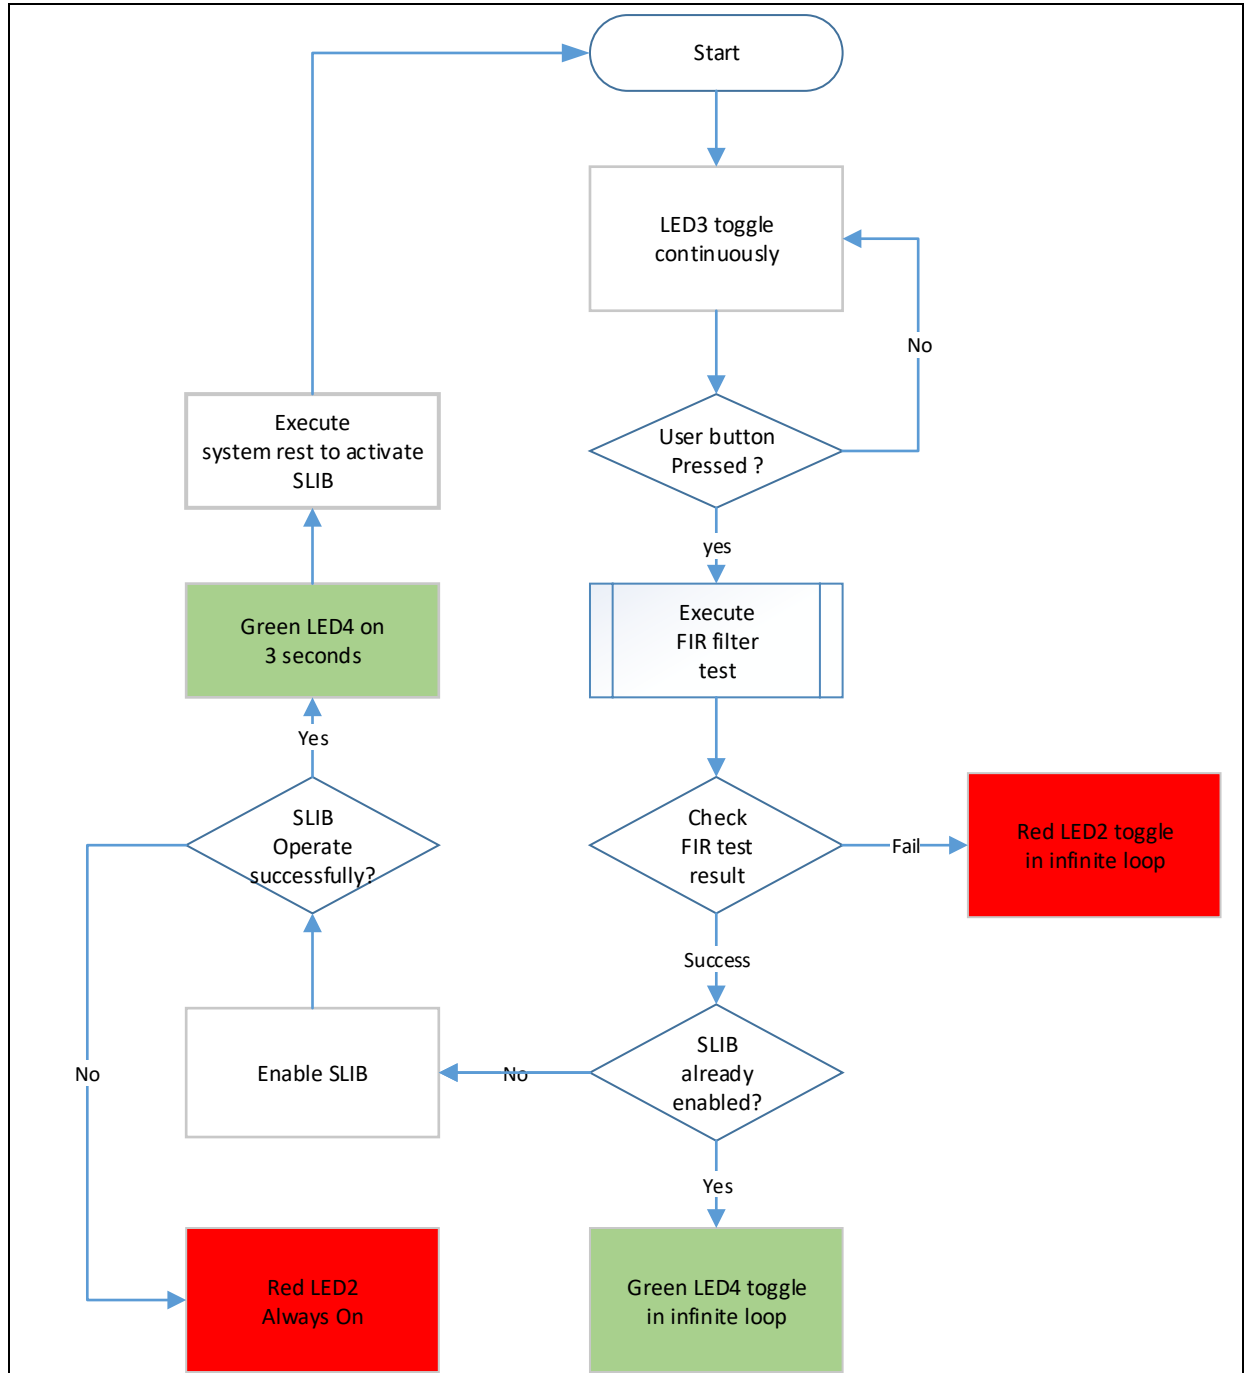 Start
LED3 toggle
continuously
No
User button
Pressed ?
yes
Execute
FIR filter
test
Check
FIR test
result
Fail
Red LED2 toggle
in infinite loop
Success
SLIB
already
enabled?
No
Yes
Green LED4 toggle
in infinite loop
Enable SLIB
SLIB
Operate
successfully?
Yes
Green LED4 on
3 seconds
Execute
system rest to activate
SLIB
No
Red LED2
Always On